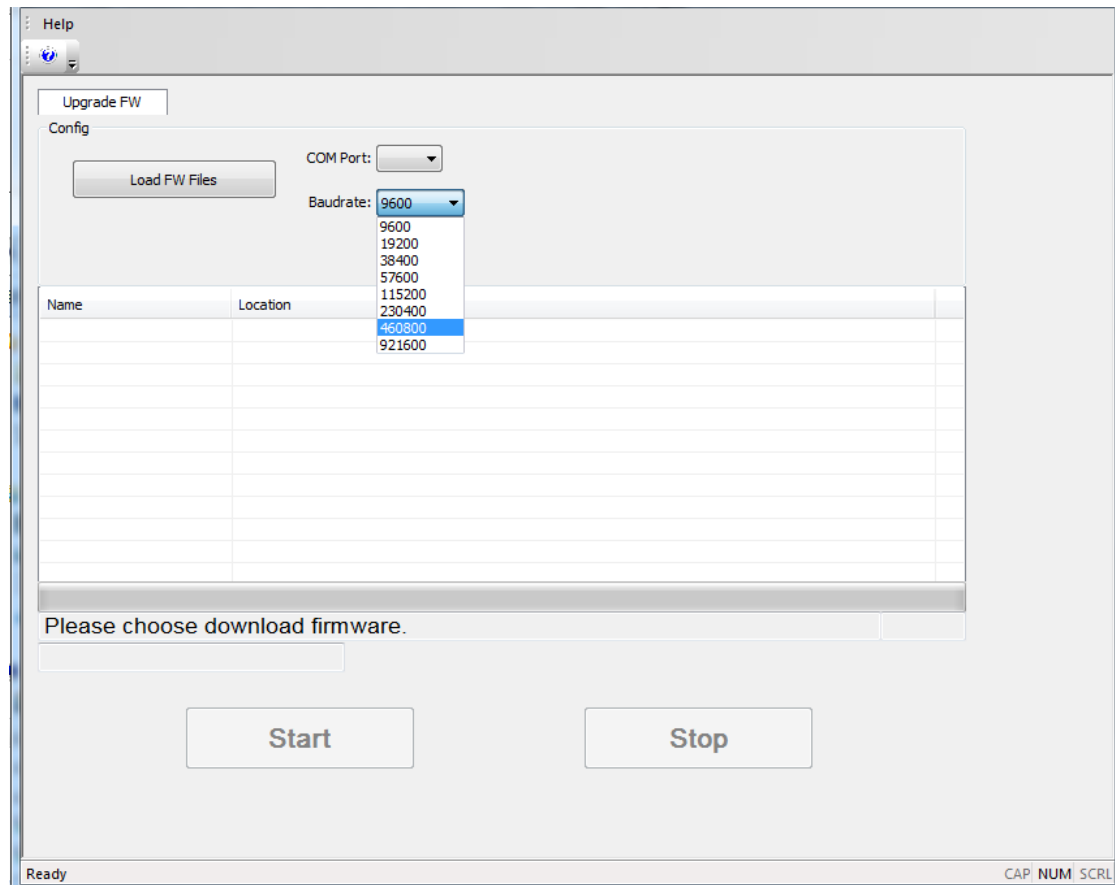 Help
Upgrade FW
Config
Load FW Files
COM Port:
Baudrate: 9600
9600
19200
38400
57600
115200
230400
460800
921600
Name Location
Please choose download firmware.
Start Stop
Ready CAP NUM SCRL